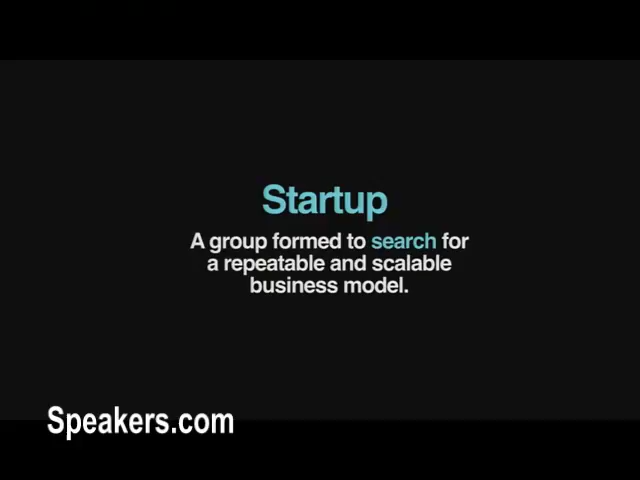 Startup
A group formed to search for
a repeatable and scalable
business model.
Speakers.com